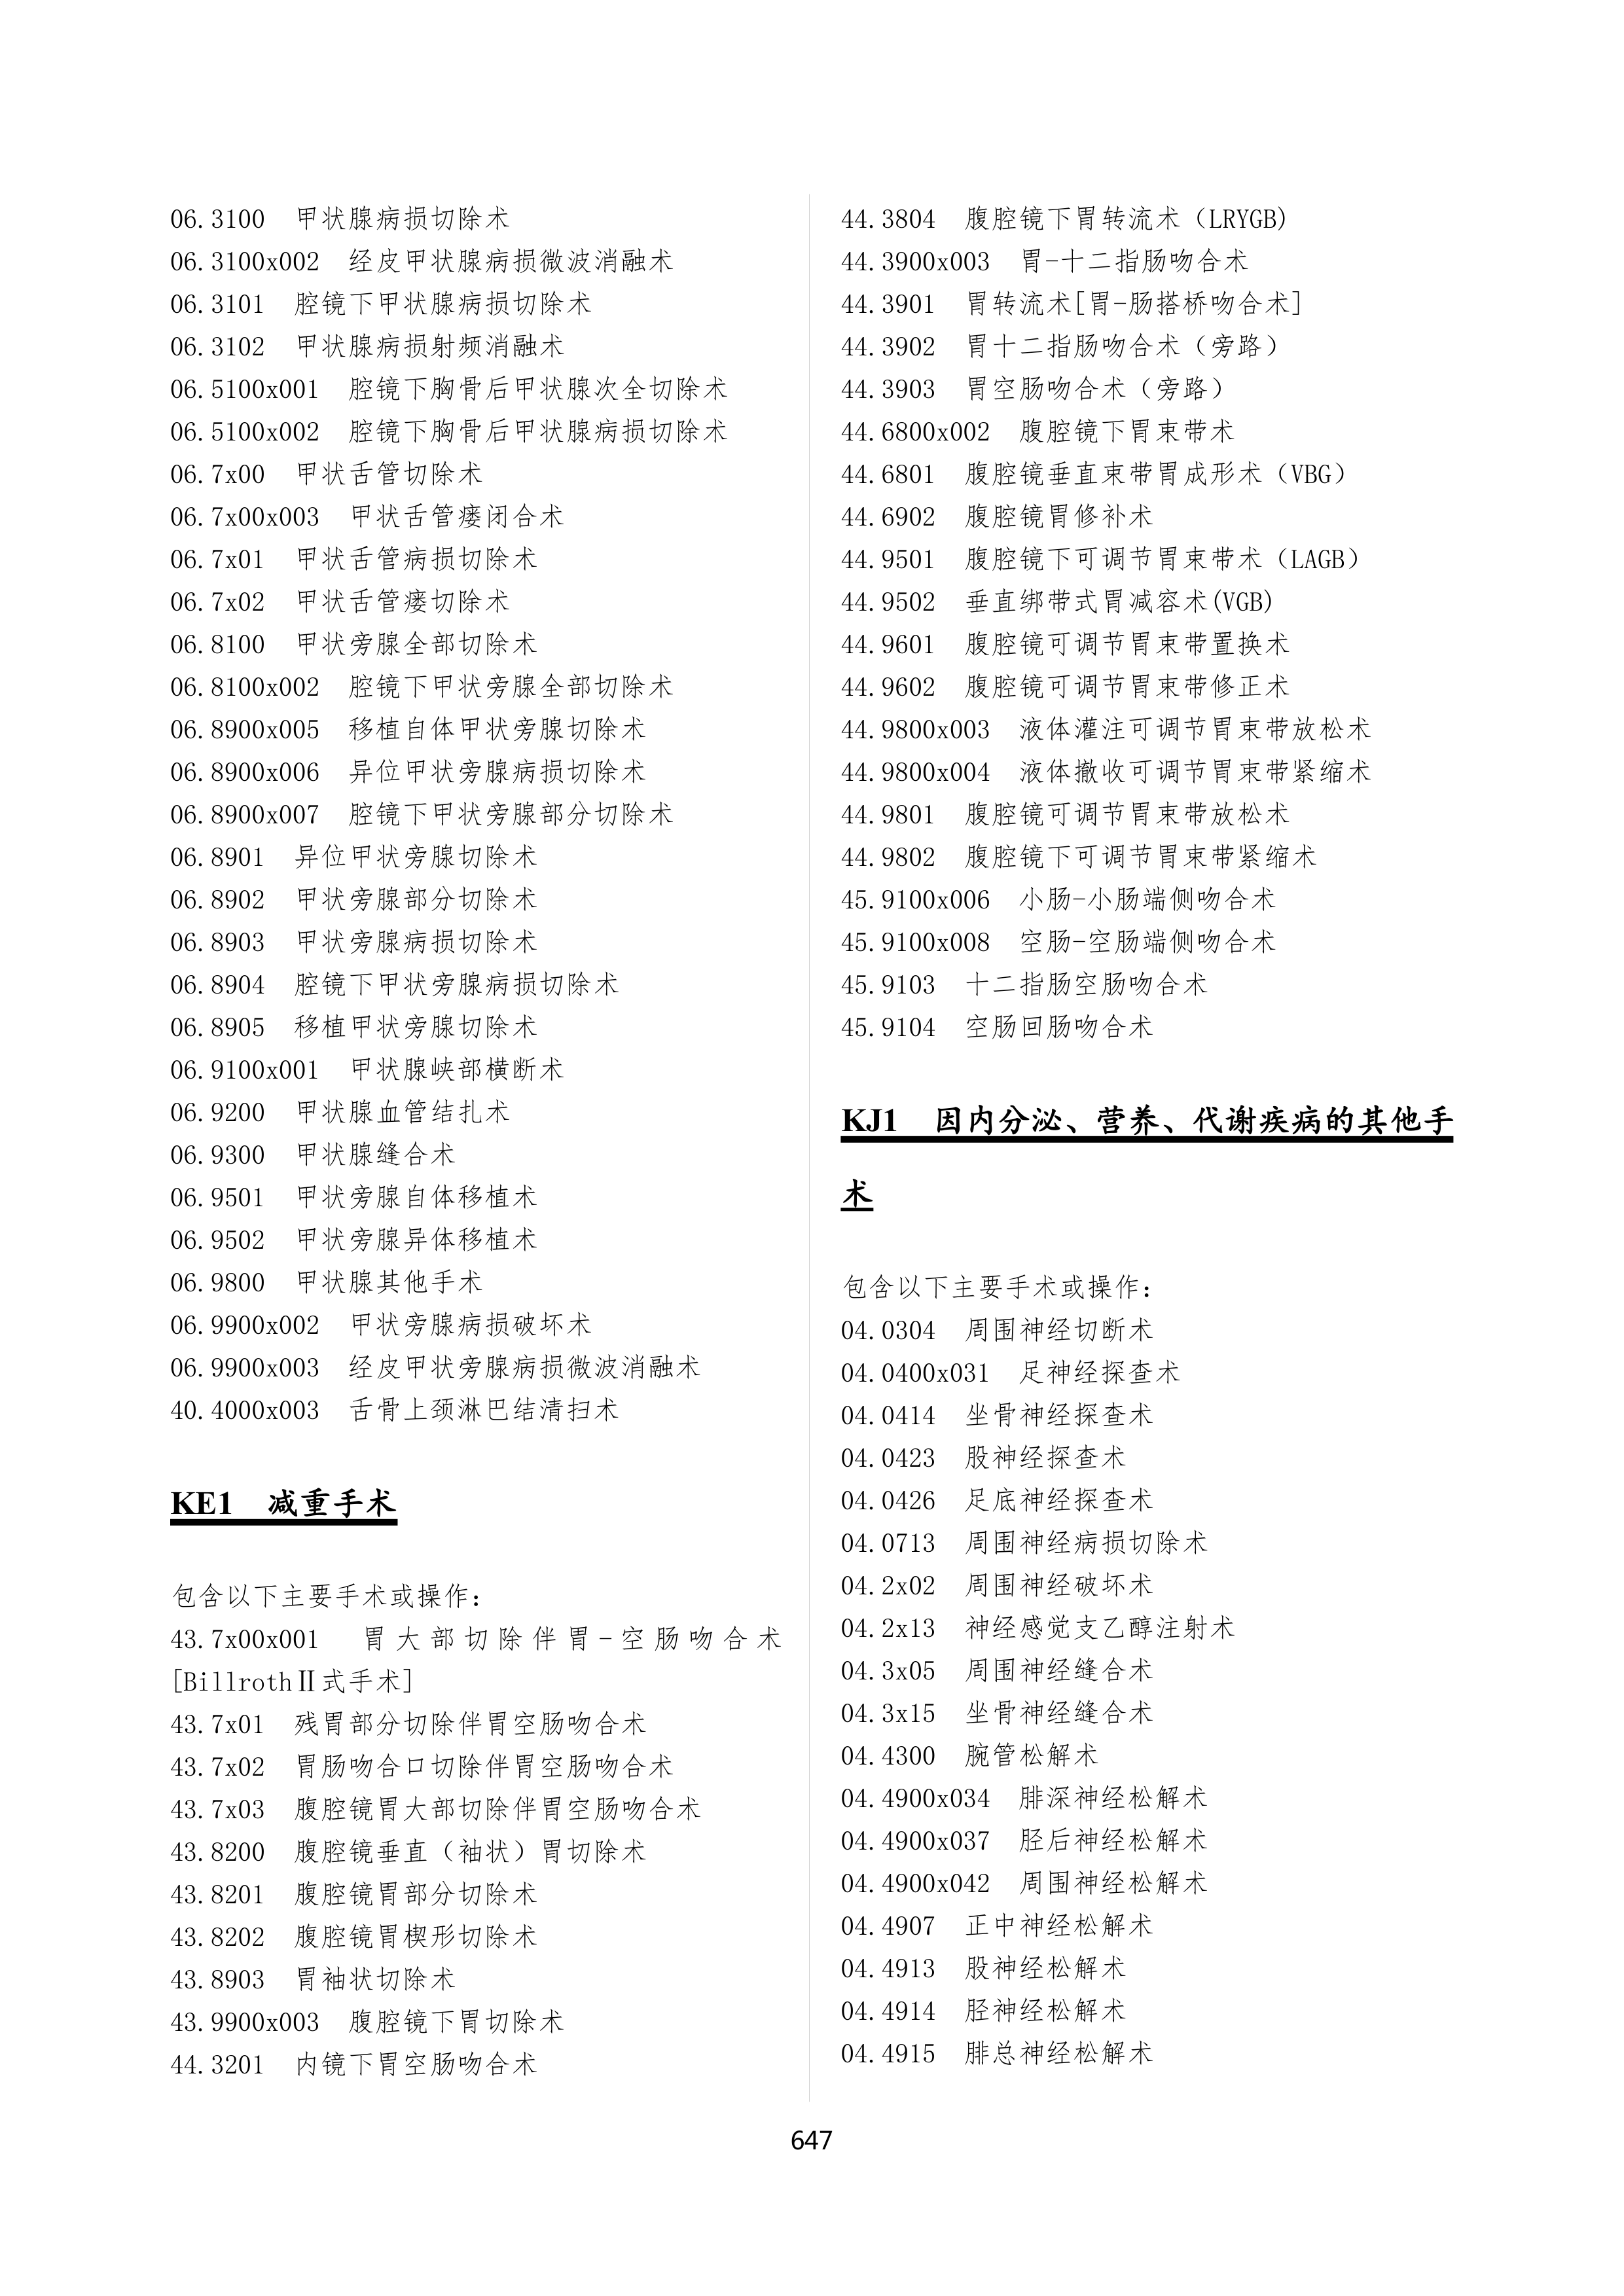 06.3100 甲状腺病损切除术
06.3100x002 经皮甲状腺病损微波消融术
06.3101 腔镜下甲状腺病损切除术
06.3102 甲状腺病损射频消融术
06.5100x001 腔镜下胸骨后甲状腺次全切除术
06.5100x002 腔镜下胸骨后甲状腺病损切除术
06.7x00 甲状舌管切除术
06.7x00x003 甲状舌管瘘闭合术
06.7x01 甲状舌管病损切除术
06.7x02 甲状舌管瘘切除术
06.8100 甲状旁腺全部切除术
06.8100x002 腔镜下甲状旁腺全部切除术
06.8900x005 移植自体甲状旁腺切除术
06.8900x006 异位甲状旁腺病损切除术
06.8900x007 腔镜下甲状旁腺部分切除术
06.8901 异位甲状旁腺切除术
06.8902 甲状旁腺部分切除术
06.8903 甲状旁腺病损切除术
06.8904 腔镜下甲状旁腺病损切除术
06.8905 移植甲状旁腺切除术
06.9100x001 甲状腺峡部横断术
06.9200 甲状腺血管结扎术
06.9300 甲状腺缝合术
06.9501 甲状旁腺自体移植术
06.9502 甲状旁腺异体移植术
06.9800 甲状腺其他手术
06.9900x002 甲状旁腺病损破坏术
06.9900x003 经皮甲状旁腺病损微波消融术
40.4000x003 舌骨上颈淋巴结清扫术
KE1 减重手术
包含以下主要手术或操作:
43.7x00x001 胃大部切除伴胃-空肠吻合术
[BillrothⅡ式手术]
43.7x01 残胃部分切除伴胃空肠吻合术
43.7x02 胃肠吻合口切除伴胃空肠吻合术
43.7x03 腹腔镜胃大部切除伴胃空肠吻合术
43.8200 腹腔镜垂直（袖状）胃切除术
43.8201 腹腔镜胃部分切除术
43.8202 腹腔镜胃楔形切除术
43.8903 胃袖状切除术
43.9900x003 腹腔镜下胃切除术
44.3201 内镜下胃空肠吻合术
44.3804 腹腔镜下胃转流术（LRYGB)
44.3900x003 胃-十二指肠吻合术
44.3901 胃转流术[胃-肠搭桥吻合术]
44.3902 胃十二指肠吻合术（旁路）
44.3903 胃空肠吻合术（旁路）
44.6800x002 腹腔镜下胃束带术
44.6801 腹腔镜垂直束带胃成形术（VBG）
44.6902 腹腔镜胃修补术
44.9501 腹腔镜下可调节胃束带术（LAGB）
44.9502 垂直绑带式胃减容术(VGB)
44.9601 腹腔镜可调节胃束带置换术
44.9602 腹腔镜可调节胃束带修正术
44.9800x003 液体灌注可调节胃束带放松术
44.9800x004 液体撤收可调节胃束带紧缩术
44.9801 腹腔镜可调节胃束带放松术
44.9802 腹腔镜下可调节胃束带紧缩术
45.9100x006 小肠-小肠端侧吻合术
45.9100x008 空肠-空肠端侧吻合术
45.9103 十二指肠空肠吻合术
45.9104 空肠回肠吻合术
KJ1 因内分泌、营养、代谢疾病的其他手
术
包含以下主要手术或操作:
04.0304 周围神经切断术
04.0400x031 足神经探查术
04.0414 坐骨神经探查术
04.0423 股神经探查术
04.0426 足底神经探查术
04.0713 周围神经病损切除术
04.2x02 周围神经破坏术
04.2x13 神经感觉支乙醇注射术
04.3x05 周围神经缝合术
04.3x15 坐骨神经缝合术
04.4300 腕管松解术
04.4900x034 腓深神经松解术
04.4900x037 胫后神经松解术
04.4900x042 周围神经松解术
04.4907 正中神经松解术
04.4913 股神经松解术
04.4914 胫神经松解术
04.4915 腓总神经松解术
647